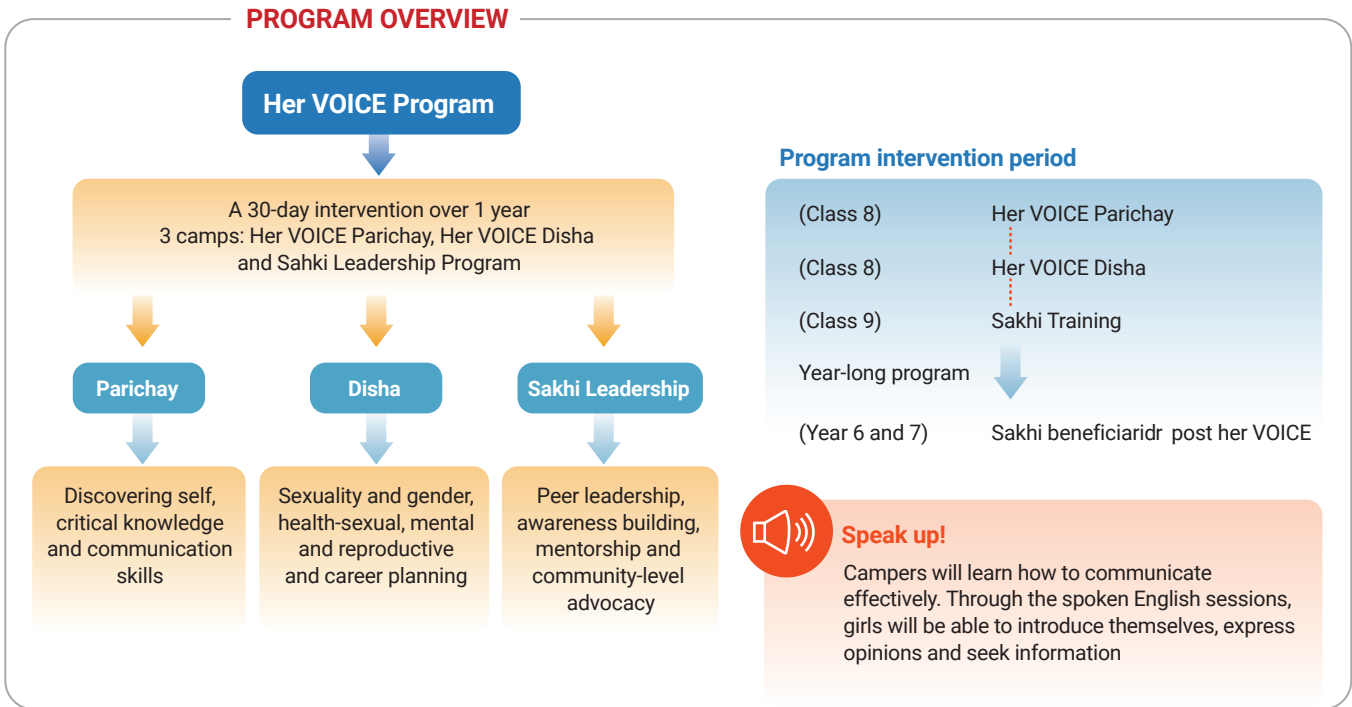 PROGRAM OVERVIEW
Her VOICE Program
A 30-day intervention over 1 year
3 camps: Her VOICE Parichay, Her VOICE Disha
and Sahki Leadership Program
Parichay
Discovering self,
critical knowledge
and communication
skills
Disha
Sexuality and gender,
health-sexual, mental
and reproductive
and career planning
Sakhi Leadership
Peer leadership,
awareness building,
mentorship and
community-level
advocacy
Program intervention period
(Class 8) Her VOICE Parichay
(Class 8) Her VOICE Disha
(Class 9) Sakhi Training
Year-long program
(Year 6 and 7) Sakhi beneficiaridr post her VOICE
Speak up!
Campers will learn how to communicate
effectively. Through the spoken English sessions,
girls will be able to introduce themselves, express
opinions and seek information